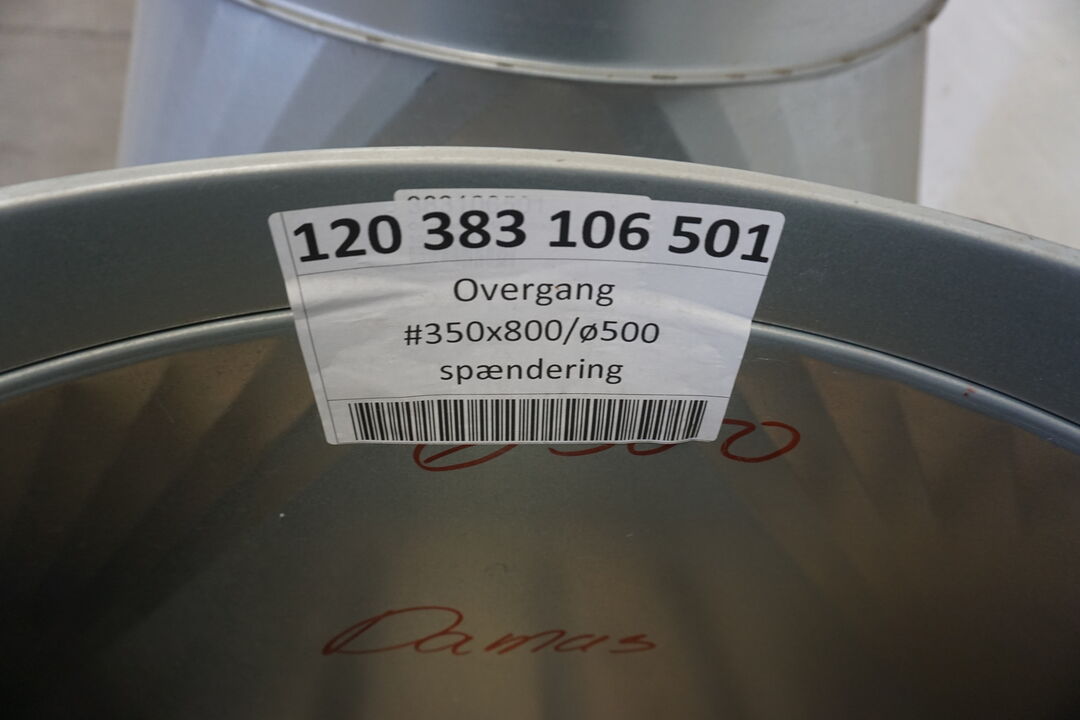 120 383 106 501
Overgang
#350x800/ø500
spændering
Damas